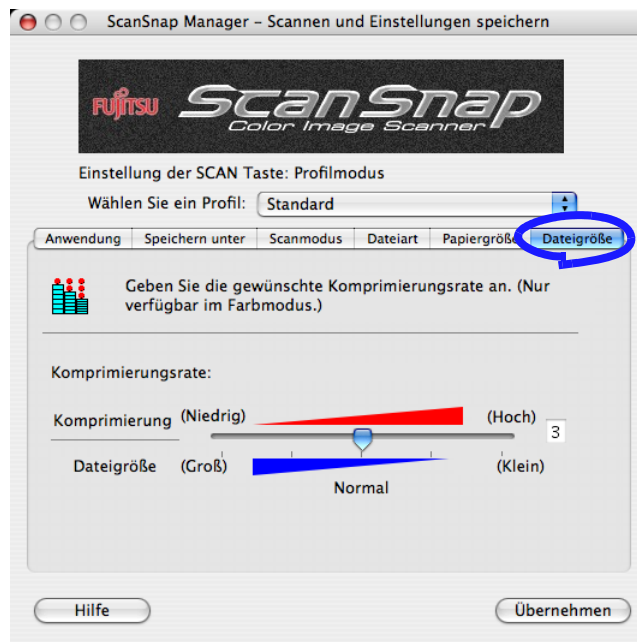 ScanSnap Manager – Scannen und Einstellungen speichern
FUJITSU ScanSnap
Color Image Scanner
Einstellung der SCAN Taste: Profilmodus
Wählen Sie ein Profil: Standard
Anwendung Speichern unter Scanmodus Dateiart Papiergröße Dateigröße
Geben Sie die gewünschte Komprimierungsrate an. (Nur
verfügbar im Farbmodus.)
Komprimierungsrate:
Komprimierung (Niedrig) (Hoch) 3
Dateigröße (Groß) (Klein)
Normal
Hilfe Übernehmen